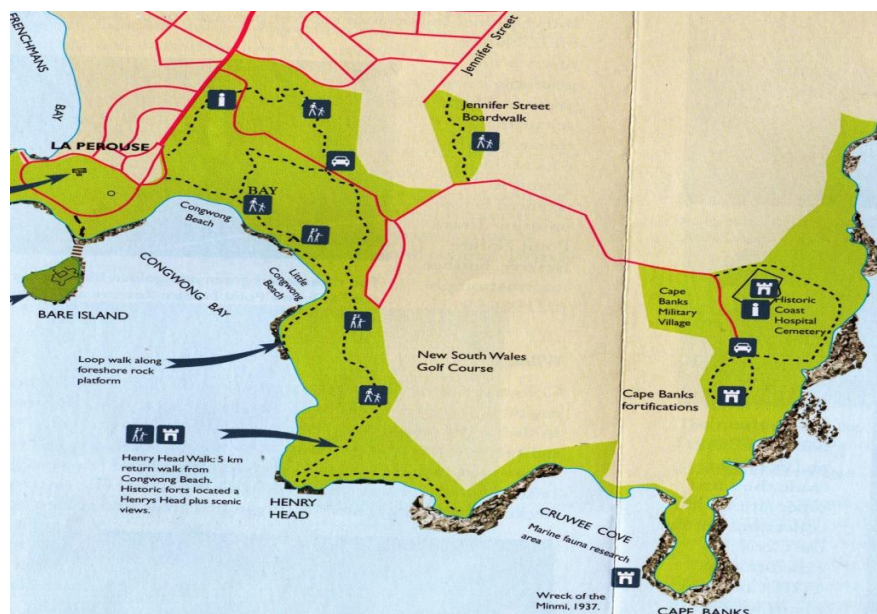 FRENCHMANS
BAY
Jennifer Street
Jennifer Street
Boardwalk
LA PEROUSE
BAY
Congwong
Beach
CONGWONG BAY
Little
Congwong
Beach
BARE ISLAND
Loop walk along
foreshore rock
platform
Cape
Banks
Military
Village
Historic
Coast
Hospital
Cemetery
New South Wales
Golf Course
Cape Banks
fortifications
Henry Head Walk: 5 km
return walk from
Congwong Beach.
Historic forts located a
Henrys Head plus scenic
views.
HENRY
HEAD
CRUWEE COVE
Marine fauna research
area
Wreck of the
Minmi, 1937.
CAPE BANKS